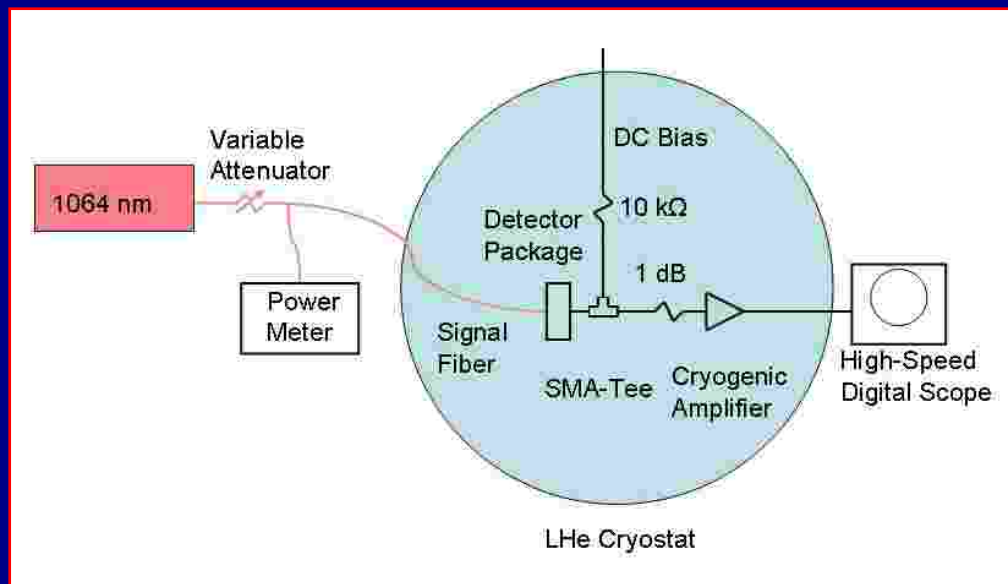 Variable
Attenuator
1064 nm
Power
Meter
DC Bias
10 kΩ
Detector
Package
1 dB
Signal
Fiber
SMA-Tee
Cryogenic
Amplifier
High-Speed
Digital Scope
LHe Cryostat